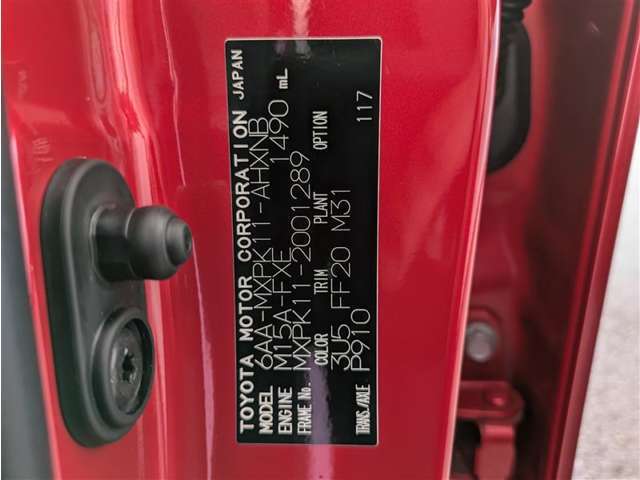 TOYOTA MOTOR CORPORATION JAPAN
MODEL 6AA-MXPK11-AHXNB
ENGINE M15A-FXE 1490 mL
FRAME No. MXPK11-2001289
COLOR TRIM PLANT OPTION
3U5 FF20 M31 117
TRANS./AXLE P910